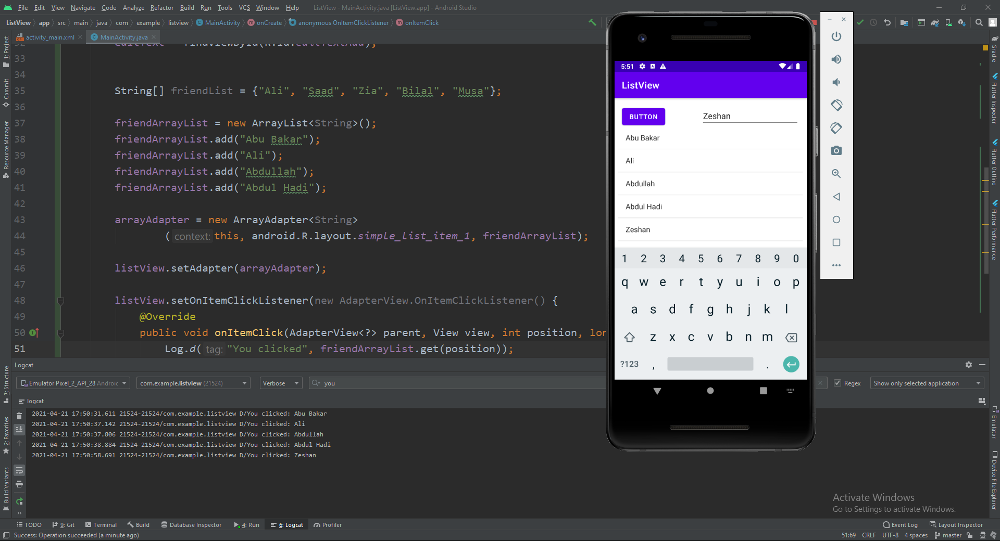 File Edit View Navigate Code Analyze Refactor Build Run Tools VCS Window Help ListView - MainActivity.java [ListView.app] - Android Studio
ListView app src main java com example listview MainActivity onCreate anonymous OnItemClickListener onItemClick
activity_main.xml MainActivity.java
33
34
35 String[] friendList = {"Ali", "Saad", "Zia", "Bilal", "Musa"};
36
37 friendArrayList = new ArrayList<String>();
38 friendArrayList.add("Abu Bakar");
39 friendArrayList.add("Ali");
40 friendArrayList.add("Abdullah");
41 friendArrayList.add("Abdul Hadi");
42
43 arrayAdapter = new ArrayAdapter<String>
44 ( context: this, android.R.layout.simple_list_item_1, friendArrayList);
45
46 listView.setAdapter(arrayAdapter);
47
48 listView.setOnItemClickListener(new AdapterView.OnItemClickListener() {
49 @Override
50 public void onItemClick(AdapterView<?> parent, View view, int position, lon
51 Log.d( tag: "You clicked", friendArrayList.get(position));
1: Project
Commit
Resource Manager
7: Structure
2: Favorites
Build Variants
5:51
ListView
BUTTON Zeshan
Abu Bakar
Ali
Abdullah
Abdul Hadi
Zeshan
1 2 3 4 5 6 7 8 9 0
q w e r t y u i o p
a s d f g h j k l
z x c v b n m
?123 , .
Gradle
Flutter Inspector
Flutter Outline
Flutter Performance
Emulator
Device File Explorer
Logcat
Emulator Pixel_2_API_28 Androic com.example.listview (21524) Verbose you Regex Show only selected application
logcat
2021-04-21 17:50:31.611 21524-21524/com.example.listview D/You clicked: Abu Bakar
2021-04-21 17:50:37.142 21524-21524/com.example.listview D/You clicked: Ali
2021-04-21 17:50:37.806 21524-21524/com.example.listview D/You clicked: Abdullah
2021-04-21 17:50:38.884 21524-21524/com.example.listview D/You clicked: Abdul Hadi
2021-04-21 17:50:58.691 21524-21524/com.example.listview D/You clicked: Zeshan
Activate Windows
Go to Settings to activate Windows.
TODO 9: Git Terminal Build Database Inspector 4: Run 6: Logcat Profiler Event Log Layout Inspector
Success: Operation succeeded (a minute ago) 51:69 CRLF UTF-8 4 spaces master